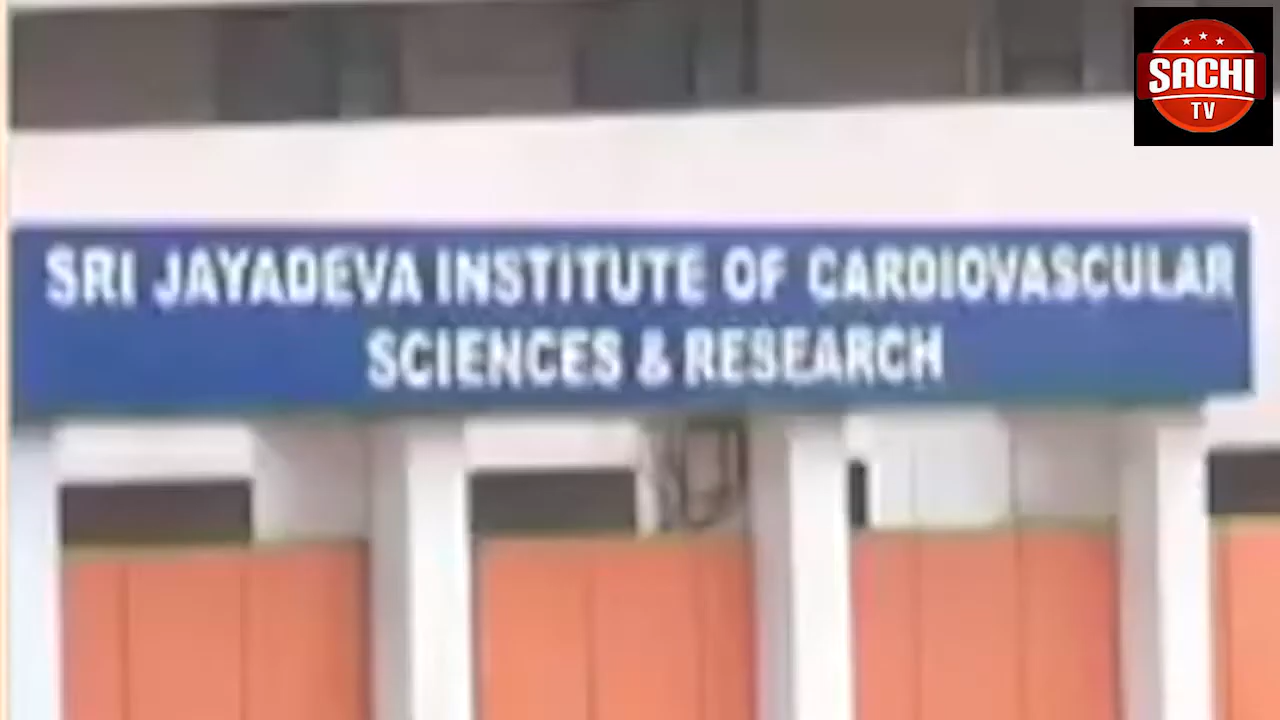 SACHI
TV
SRI JAYADEVA INSTITUTE OF CARDIOVASCULAR
SCIENCES & RESEARCH